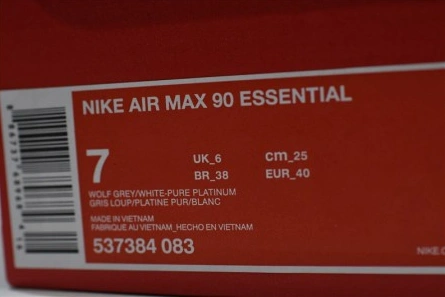 NIKE AIR MAX 90 ESSENTIAL
7
UK_6 cm_25
BR_38 EUR_40
WOLF GREY/WHITE-PURE PLATINUM
GRIS LOUP/PLATINE PUR/BLANC
MADE IN VIETNAM
FABRIQUE AU VIETNAM_HECHO EN VIETNAM
537384 083